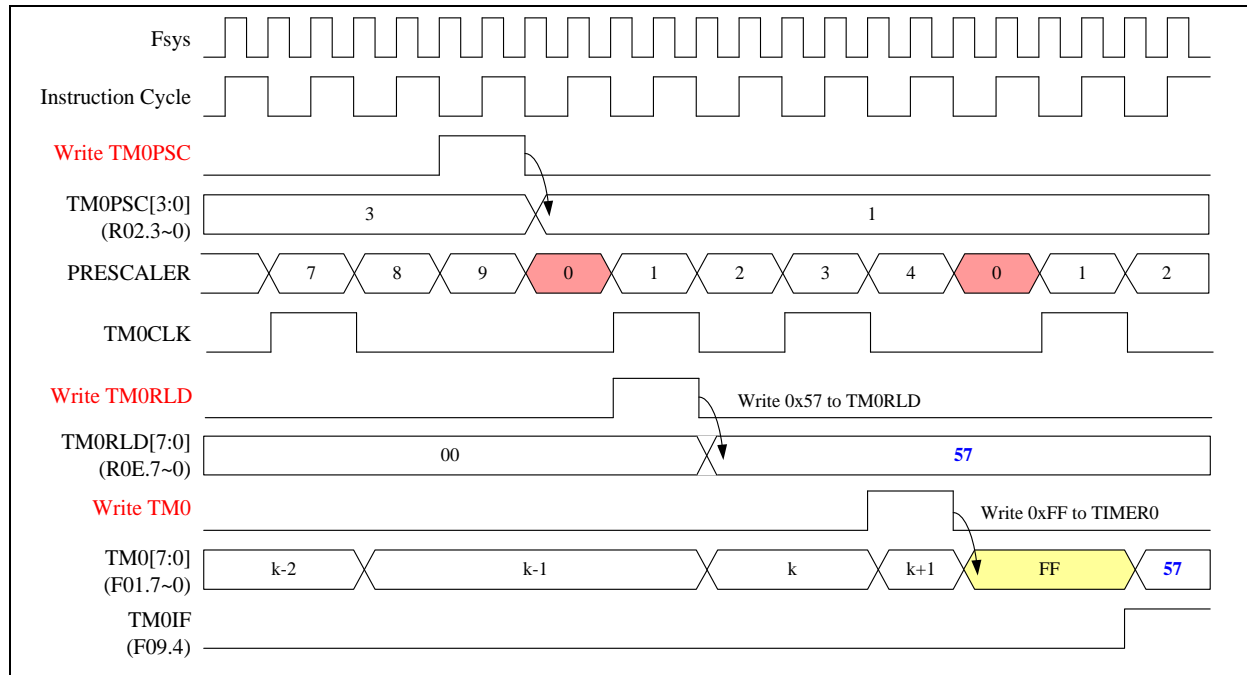 Fsys
Instruction Cycle
Write TM0PSC
TM0PSC[3:0]
(R02.3~0)
3 1
PRESCALER
7 8 9 0 1 2 3 4 0 1 2
TM0CLK
Write TM0RLD
Write 0x57 to TM0RLD
TM0RLD[7:0]
(R0E.7~0)
00 57
Write TM0
Write 0xFF to TIMER0
TM0[7:0]
(F01.7~0)
k-2 k-1 k k+1 FF 57
TM0IF
(F09.4)